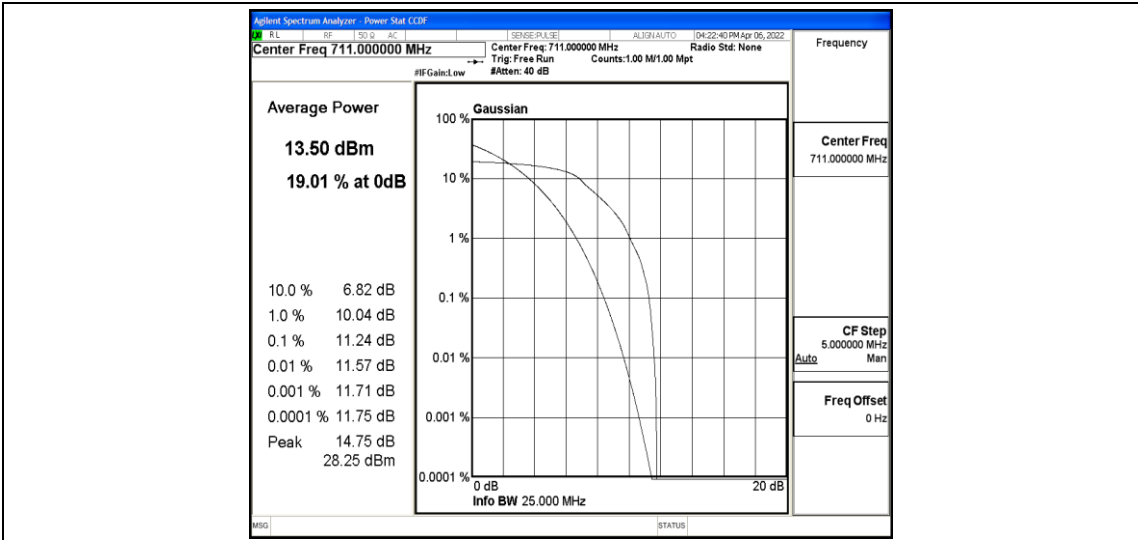 Agilent Spectrum Analyzer - Power Stat CCDF
RL RF 50 Ω AC SENSE:PULSE ALIGN AUTO 04:22:40 PM Apr 06, 2022
Center Freq 711.000000 MHz
Center Freq: 711.000000 MHz Radio Std: None
Trig: Free Run Counts:1.00 M/1.00 Mpt
#IFGain:Low #Atten: 40 dB
Frequency
Average Power
13.50 dBm
19.01 % at 0dB
10.0 % 6.82 dB
1.0 % 10.04 dB
0.1 % 11.24 dB
0.01 % 11.57 dB
0.001 % 11.71 dB
0.0001 % 11.75 dB
Peak 14.75 dB
28.25 dBm
Gaussian
100 %
10 %
1 %
0.1 %
0.01 %
0.001 %
0.0001 %
0 dB 20 dB
Info BW 25.000 MHz
Center Freq
711.000000 MHz
CF Step
5.000000 MHz
Auto Man
Freq Offset
0 Hz
MSG STATUS